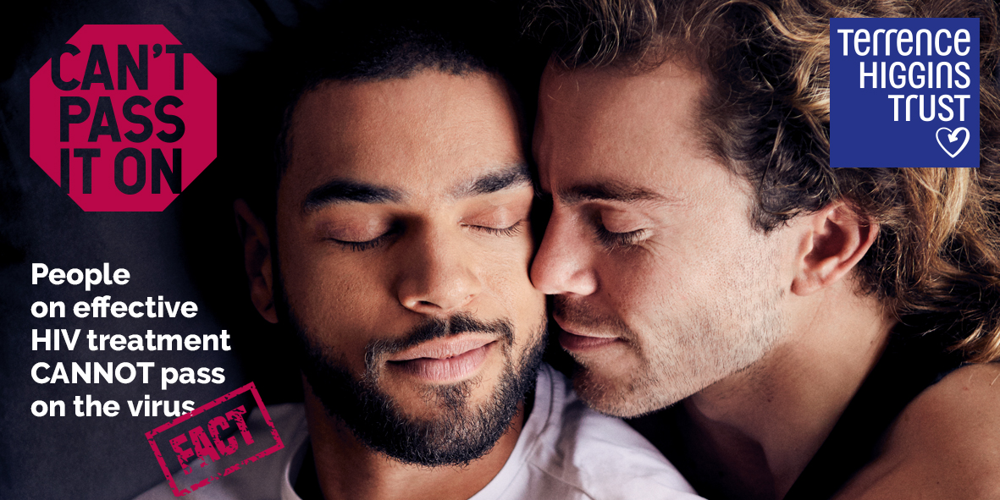 CAN'T
PASS
IT ON
People
on effective
HIV treatment
CANNOT pass
on the virus
FACT
Terrence
HIGGINS
TRUST